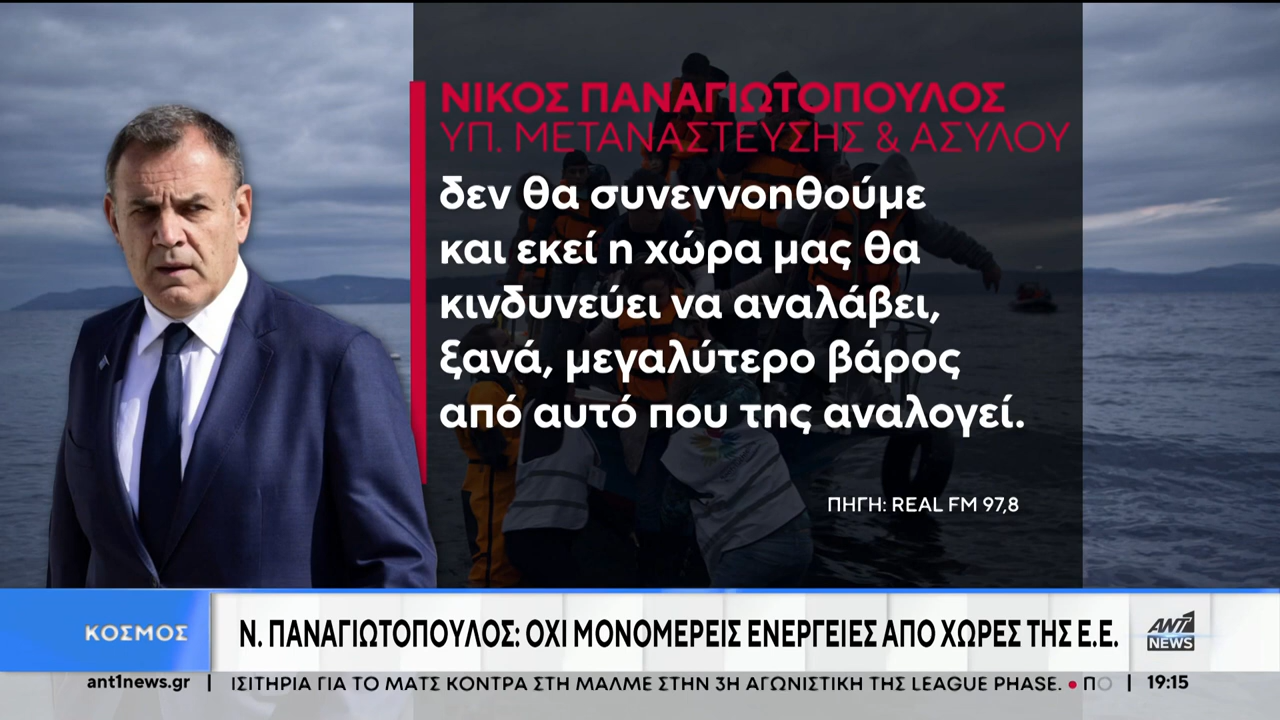 ΝΙΚΟΣ ΠΑΝΑΓΙΩΤΟΠΟΥΛΟΣ
ΥΠ. ΜΕΤΑΝΑΣΤΕΥΣΗΣ & ΑΣΥΛΟΥ
δεν θα συνεννοηθούμε
και εκεί η χώρα μας θα
κινδυνεύει να αναλάβει,
ξανά, μεγαλύτερο βάρος
από αυτό που της αναλογεί.
ΠΗΓΗ: REAL FM 97,8
ΚΟΣΜΟΣ
Ν. ΠΑΝΑΓΙΩΤΟΠΟΥΛΟΣ: ΟΧΙ ΜΟΝΟΜΕΡΕΙΣ ΕΝΕΡΓΕΙΕΣ ΑΠΟ ΧΩΡΕΣ ΤΗΣ Ε.Ε.
ΑΝΤ1 NEWS
ant1news.gr | ΙΣΙΤΗΡΙΑ ΓΙΑ ΤΟ ΜΑΤΣ ΚΟΝΤΡΑ ΣΤΗ ΜΑΛΜΕ ΣΤΗΝ 3Η ΑΓΩΝΙΣΤΙΚΗ ΤΗΣ LEAGUE PHASE. • ΠΟ | 19:15